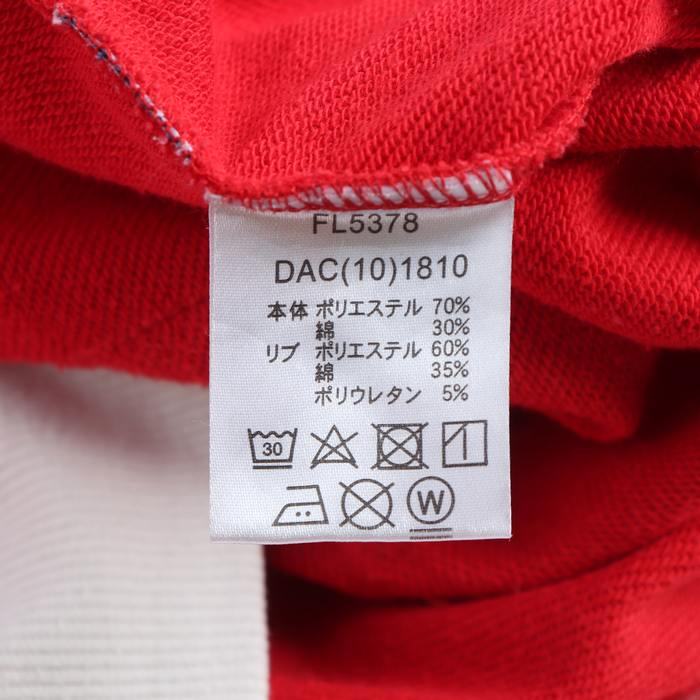 FL5378
DAC(10)1810
本体 ポリエステル 70%
綿 30%
リブ ポリエステル 60%
綿 35%
ポリウレタン 5%
30
W